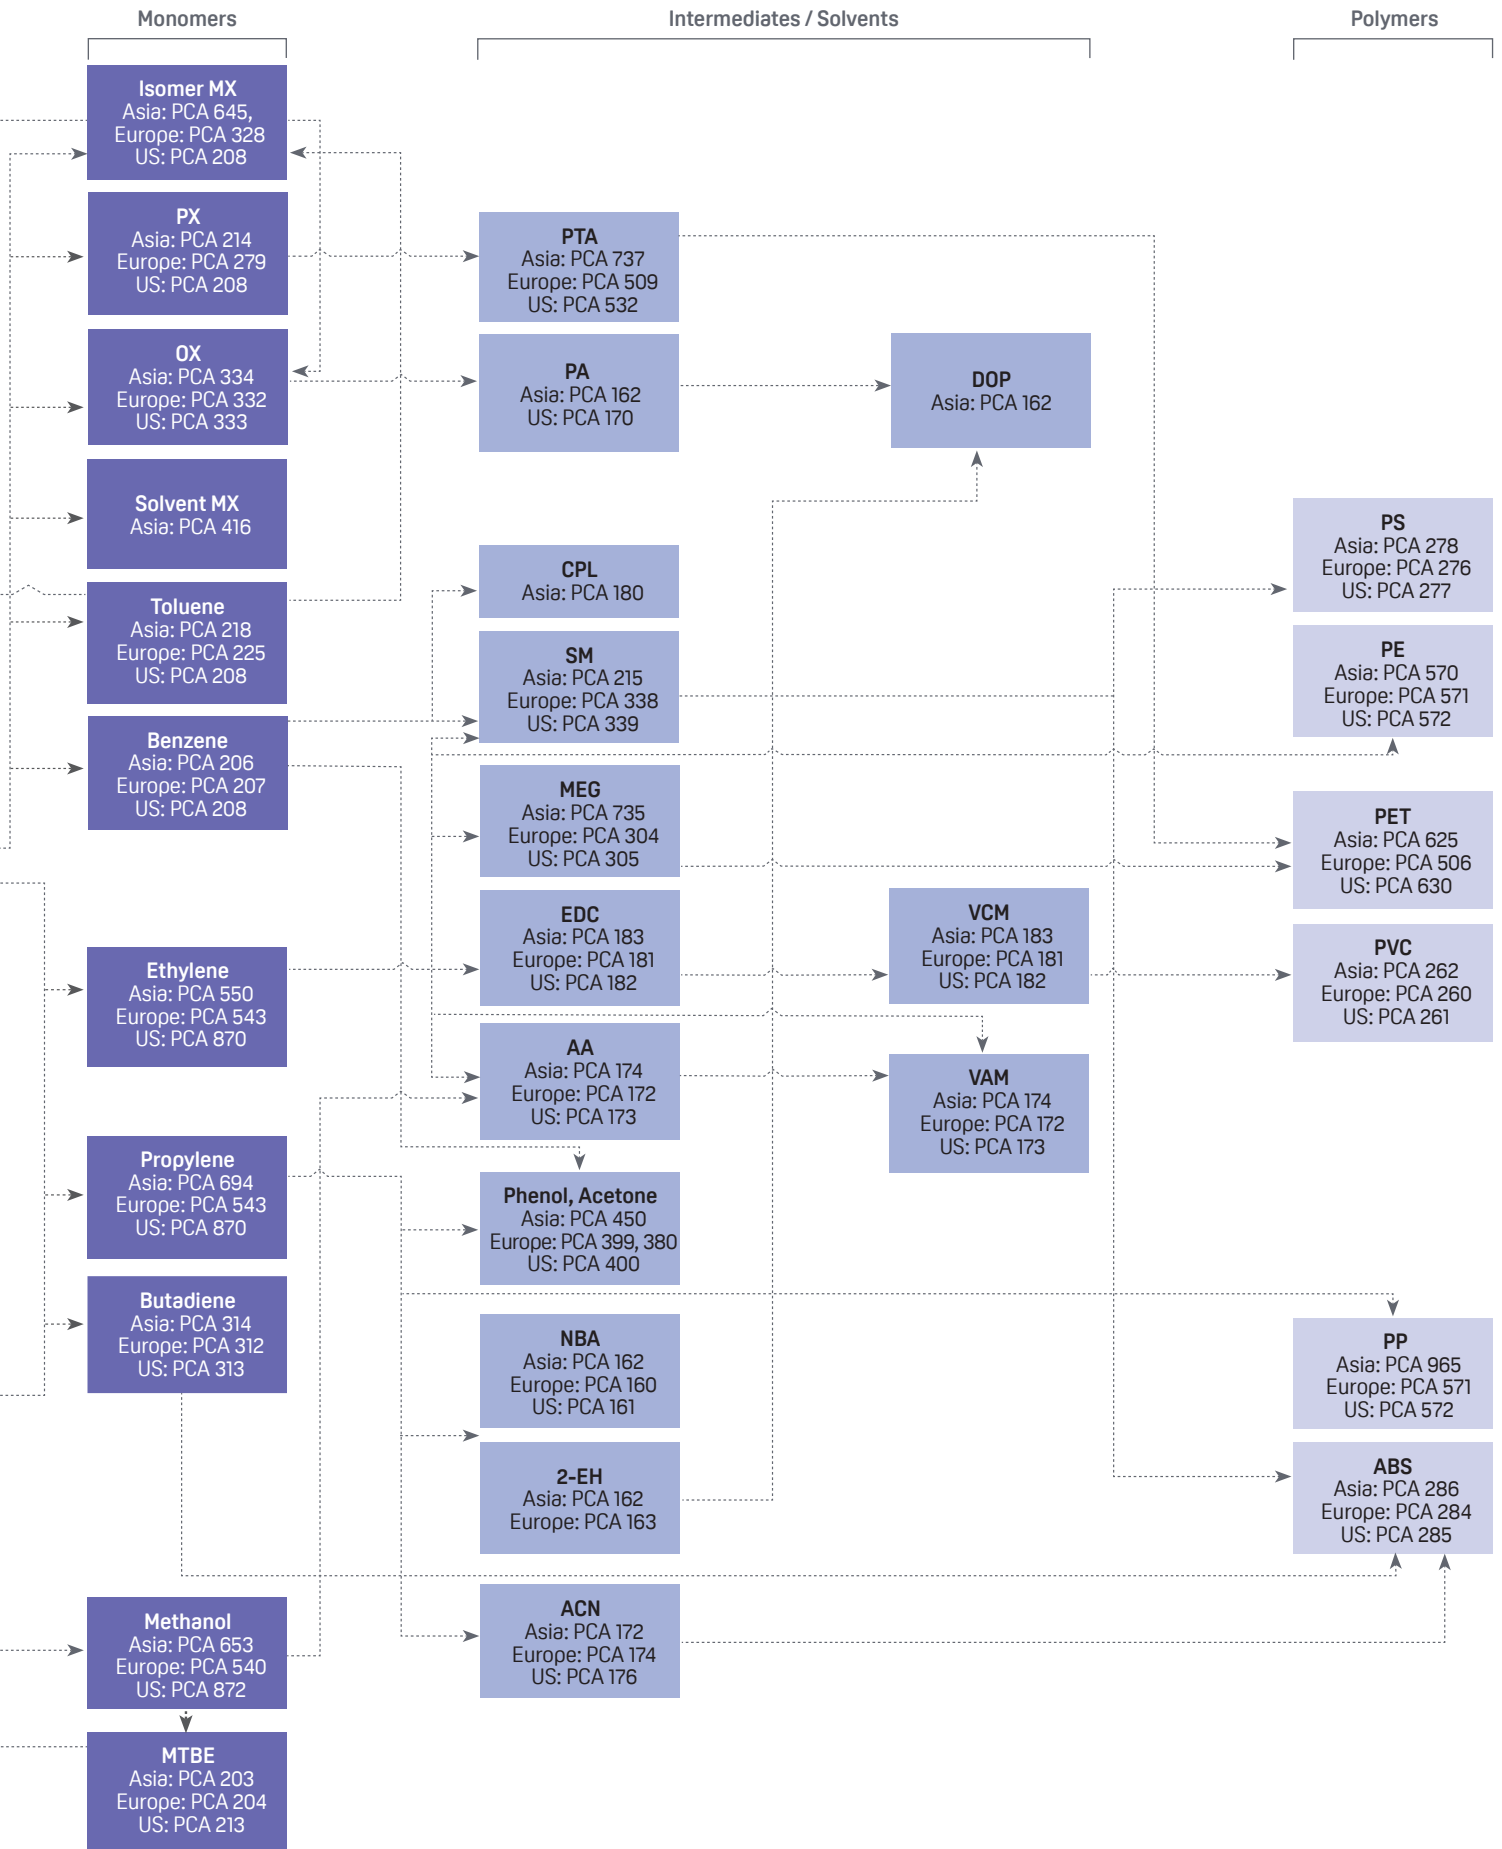 Monomers
Intermediates / Solvents
Polymers
Isomer MX
Asia: PCA 645,
Europe: PCA 328
US: PCA 208
PX
Asia: PCA 214
Europe: PCA 279
US: PCA 208
OX
Asia: PCA 334
Europe: PCA 332
US: PCA 333
Solvent MX
Asia: PCA 416
Toluene
Asia: PCA 218
Europe: PCA 225
US: PCA 208
Benzene
Asia: PCA 206
Europe: PCA 207
US: PCA 208
Ethylene
Asia: PCA 550
Europe: PCA 543
US: PCA 870
Propylene
Asia: PCA 694
Europe: PCA 543
US: PCA 870
Butadiene
Asia: PCA 314
Europe: PCA 312
US: PCA 313
Methanol
Asia: PCA 653
Europe: PCA 540
US: PCA 872
MTBE
Asia: PCA 203
Europe: PCA 204
US: PCA 213
PTA
Asia: PCA 737
Europe: PCA 509
US: PCA 532
PA
Asia: PCA 162
US: PCA 170
DOP
Asia: PCA 162
CPL
Asia: PCA 180
SM
Asia: PCA 215
Europe: PCA 338
US: PCA 339
MEG
Asia: PCA 735
Europe: PCA 304
US: PCA 305
EDC
Asia: PCA 183
Europe: PCA 181
US: PCA 182
VCM
Asia: PCA 183
Europe: PCA 181
US: PCA 182
AA
Asia: PCA 174
Europe: PCA 172
US: PCA 173
VAM
Asia: PCA 174
Europe: PCA 172
US: PCA 173
Phenol, Acetone
Asia: PCA 450
Europe: PCA 399, 380
US: PCA 400
NBA
Asia: PCA 162
Europe: PCA 160
US: PCA 161
2-EH
Asia: PCA 162
Europe: PCA 163
ACN
Asia: PCA 172
Europe: PCA 174
US: PCA 176
PS
Asia: PCA 278
Europe: PCA 276
US: PCA 277
PE
Asia: PCA 570
Europe: PCA 571
US: PCA 572
PET
Asia: PCA 625
Europe: PCA 506
US: PCA 630
PVC
Asia: PCA 262
Europe: PCA 260
US: PCA 261
PP
Asia: PCA 965
Europe: PCA 571
US: PCA 572
ABS
Asia: PCA 286
Europe: PCA 284
US: PCA 285